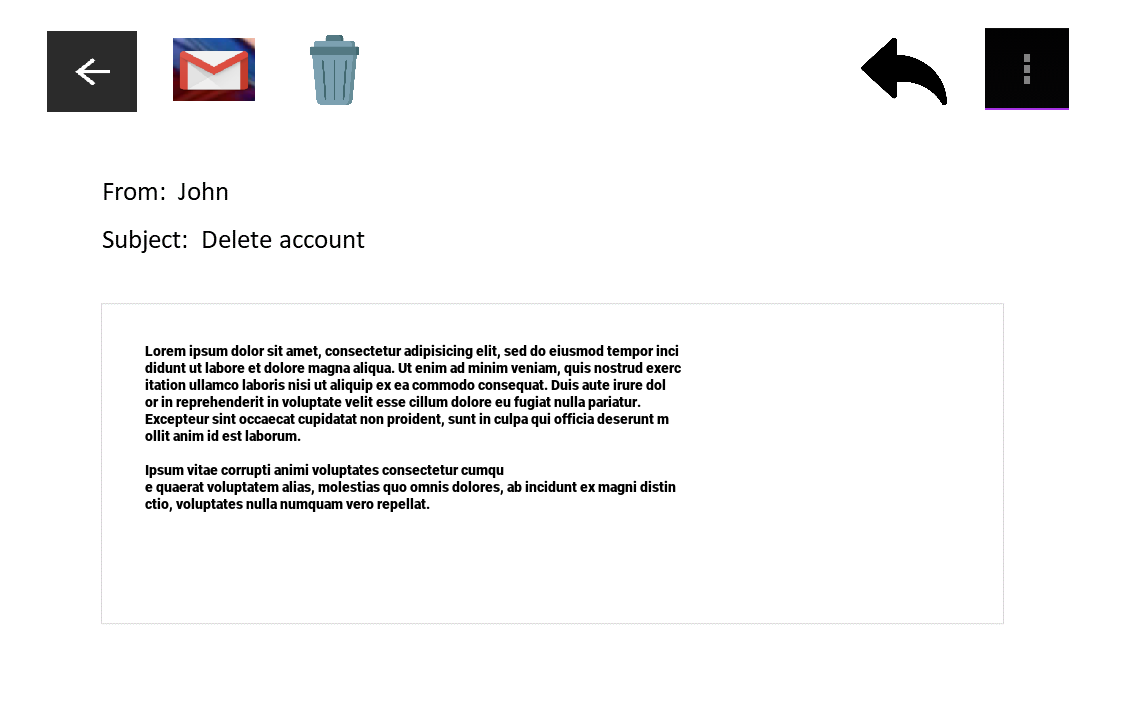 From: John
Subject: Delete account
Lorem ipsum dolor sit amet, consectetur adipisicing elit, sed do eiusmod tempor inci
didunt ut labore et dolore magna aliqua. Ut enim ad minim veniam, quis nostrud exerc
itation ullamco laboris nisi ut aliquip ex ea commodo consequat. Duis aute irure dol
or in reprehenderit in voluptate velit esse cillum dolore eu fugiat nulla pariatur.
Excepteur sint occaecat cupidatat non proident, sunt in culpa qui officia deserunt m
ollit anim id est laborum.
Ipsum vitae corrupti animi voluptates consectetur cumqu
e quaerat voluptatem alias, molestias quo omnis dolores, ab incidunt ex magni distin
ctio, voluptates nulla numquam vero repellat.